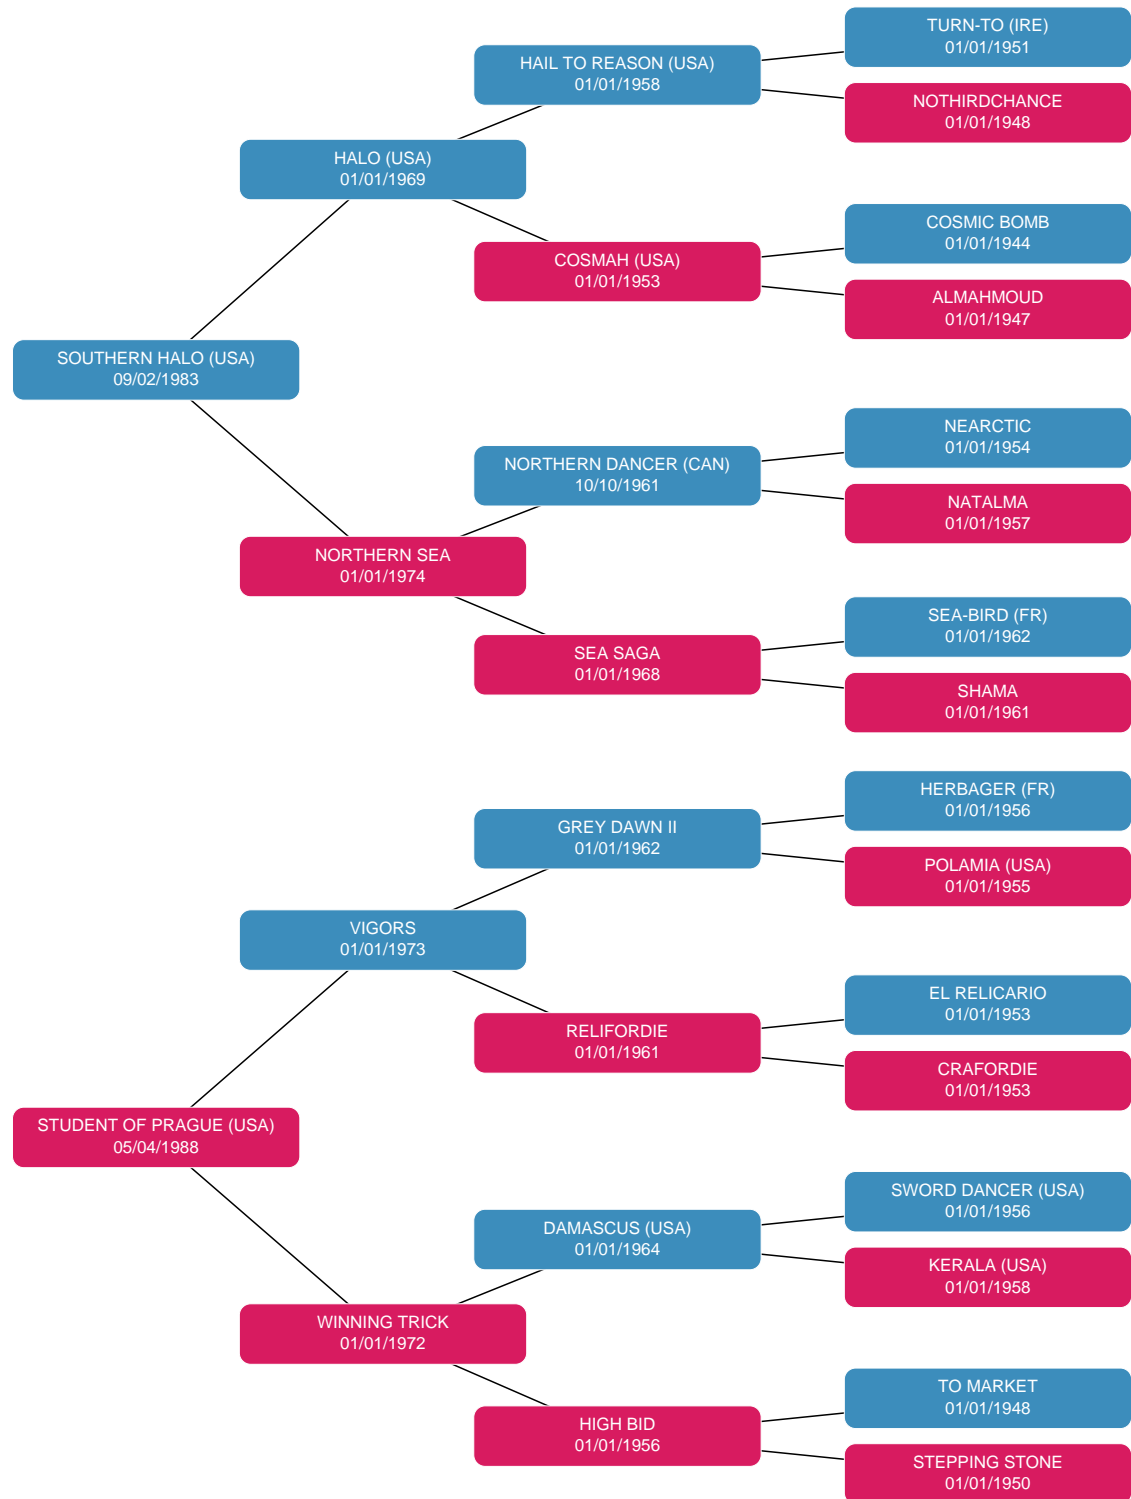 TURN-TO (IRE)
01/01/1951
HAIL TO REASON (USA)
01/01/1958
NOTHIRDCHANCE
01/01/1948
HALO (USA)
01/01/1969
COSMIC BOMB
01/01/1944
COSMAH (USA)
01/01/1953
ALMAHMOUD
01/01/1947
SOUTHERN HALO (USA)
09/02/1983
NEARCTIC
01/01/1954
NORTHERN DANCER (CAN)
10/10/1961
NATALMA
01/01/1957
NORTHERN SEA
01/01/1974
SEA-BIRD (FR)
01/01/1962
SEA SAGA
01/01/1968
SHAMA
01/01/1961
HERBAGER (FR)
01/01/1956
GREY DAWN II
01/01/1962
POLAMIA (USA)
01/01/1955
VIGORS
01/01/1973
EL RELICARIO
01/01/1953
RELIFORDIE
01/01/1961
CRAFORDIE
01/01/1953
STUDENT OF PRAGUE (USA)
05/04/1988
SWORD DANCER (USA)
01/01/1956
DAMASCUS (USA)
01/01/1964
KERALA (USA)
01/01/1958
WINNING TRICK
01/01/1972
TO MARKET
01/01/1948
HIGH BID
01/01/1956
STEPPING STONE
01/01/1950